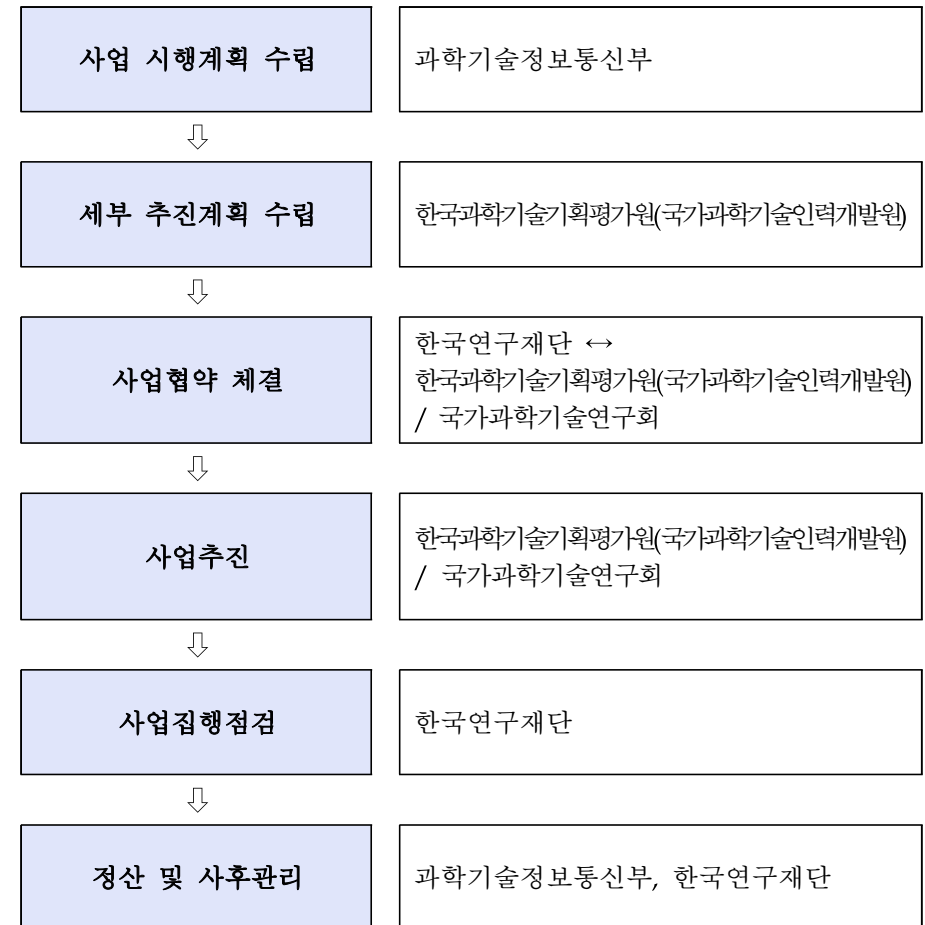 사업 시행계획 수립
과학기술정보통신부
⇩
세부 추진계획 수립
한국과학기술기획평가원(국가과학기술인력개발원)
⇩
사업협약 체결
한국연구재단 ↔
한국과학기술기획평가원(국가과학기술인력개발원)
/ 국가과학기술연구회
⇩
사업추진
한국과학기술기획평가원(국가과학기술인력개발원)
/ 국가과학기술연구회
⇩
사업집행점검
한국연구재단
⇩
정산 및 사후관리
과학기술정보통신부, 한국연구재단